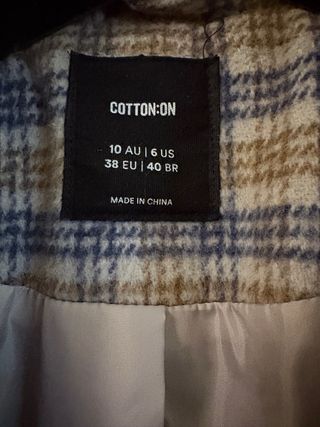 COTTON:ON
10 AU | 6 US
38 EU | 40 BR
MADE IN CHINA